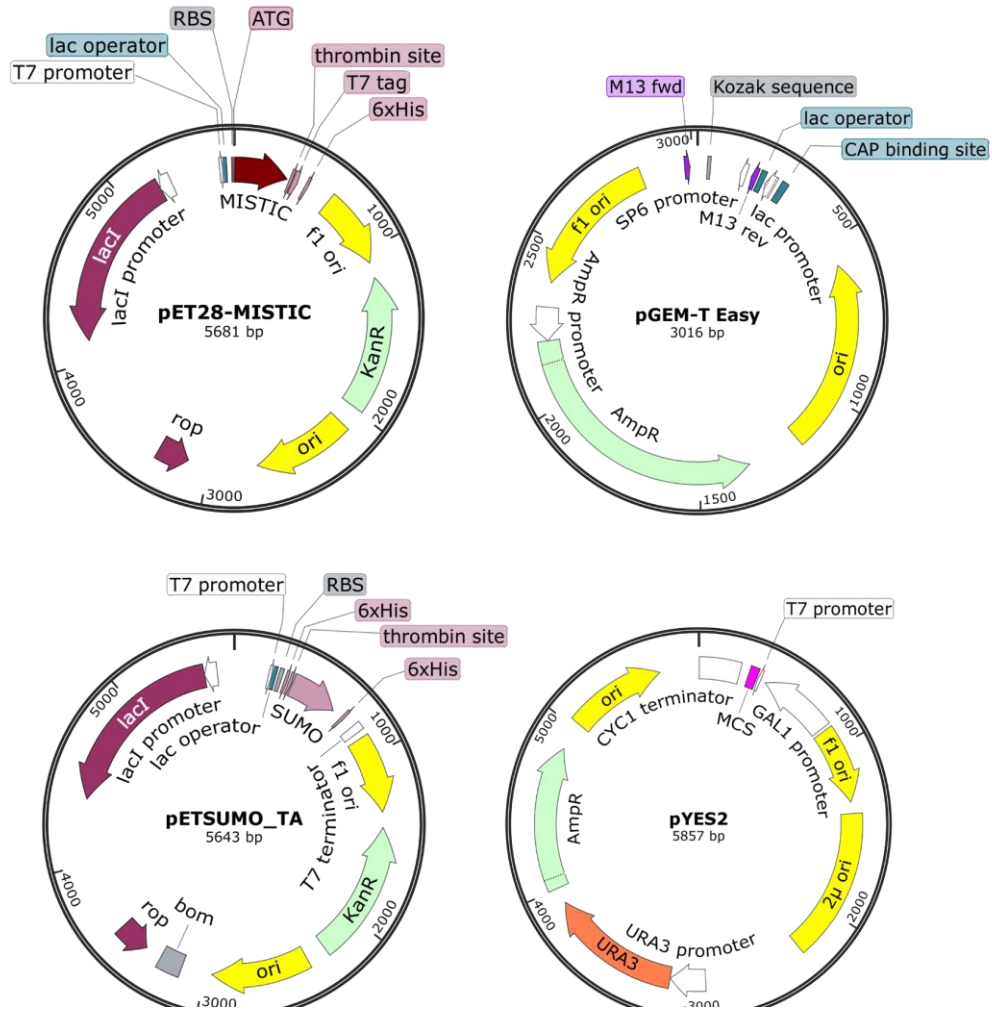 RBS
ATG
lac operator
T7 promoter
thrombin site
T7 tag
6xHis
MISTIC
f1 ori
1000
KanR
2000
ori
3000
rop
4000
lacI
lacI promoter
5000
pET28-MISTIC
5681 bp
M13 fwd
Kozak sequence
lac operator
CAP binding site
3000
SP6 promoter
M13 rev
lac promoter
500
ori
1000
1500
AmpR
2000
AmpR promoter
f1 ori
2500
pGEM-T Easy
3016 bp
T7 promoter
RBS
6xHis
thrombin site
6xHis
SUMO
1000
f1 ori
T7 terminator
KanR
2000
ori
3000
bom
rop
4000
lacI
lacI promoter
lac operator
5000
pETSUMO_TA
5643 bp
T7 promoter
CYC1 terminator
MCS
GAL1 promoter
1000
f1 ori
2µ ori
2000
3000
URA3 promoter
URA3
4000
AmpR
ori
5000
pYES2
5857 bp